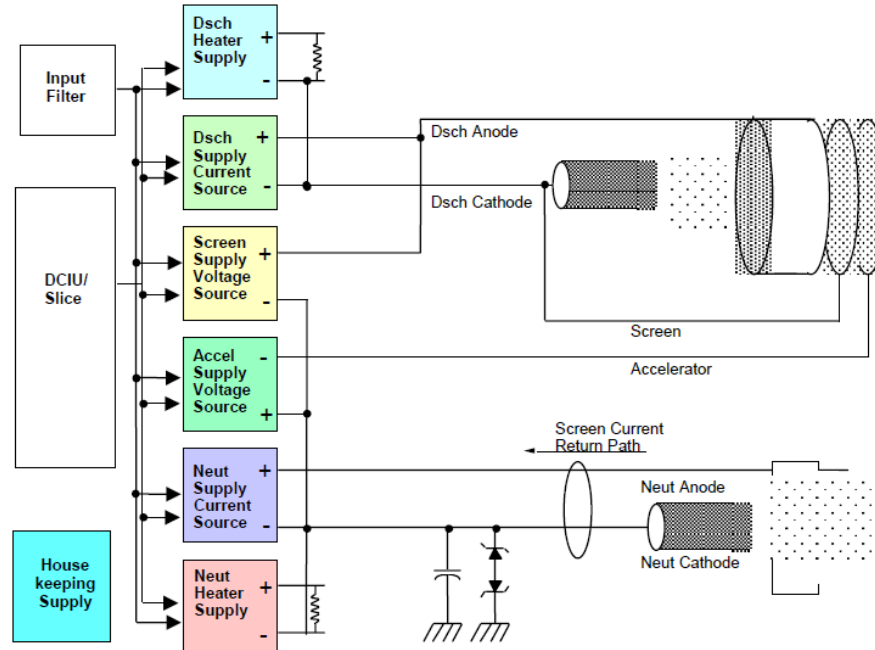 Input
Filter
DCIU/
Slice
House
keeping
Supply
Dsch
Heater
Supply
+
-
Dsch
Supply
Current
Source
+
-
Screen
Supply
Voltage
Source
+
-
Accel
Supply
Voltage
Source
-
+
Neut
Supply
Current
Source
+
-
Neut
Heater
Supply
+
-
Dsch Anode
Dsch Cathode
Screen
Accelerator
Screen Current
Return Path
Neut Anode
Neut Cathode